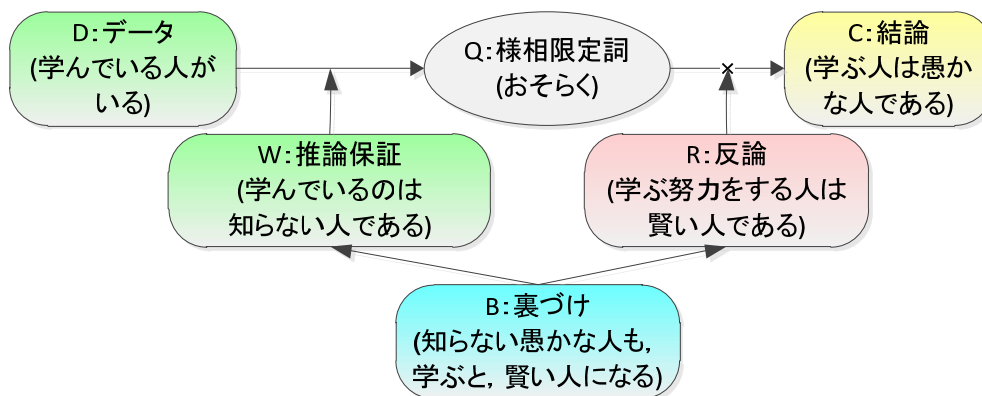 D:データ
(学んでいる人が
いる)
Q:様相限定詞
(おそらく)
C:結論
(学ぶ人は愚か
な人である)
W:推論保証
(学んでいるのは
知らない人である)
R:反論
(学ぶ努力をする人は
賢い人である)
B:裏づけ
(知らない愚かな人も,
学ぶと, 賢い人になる)